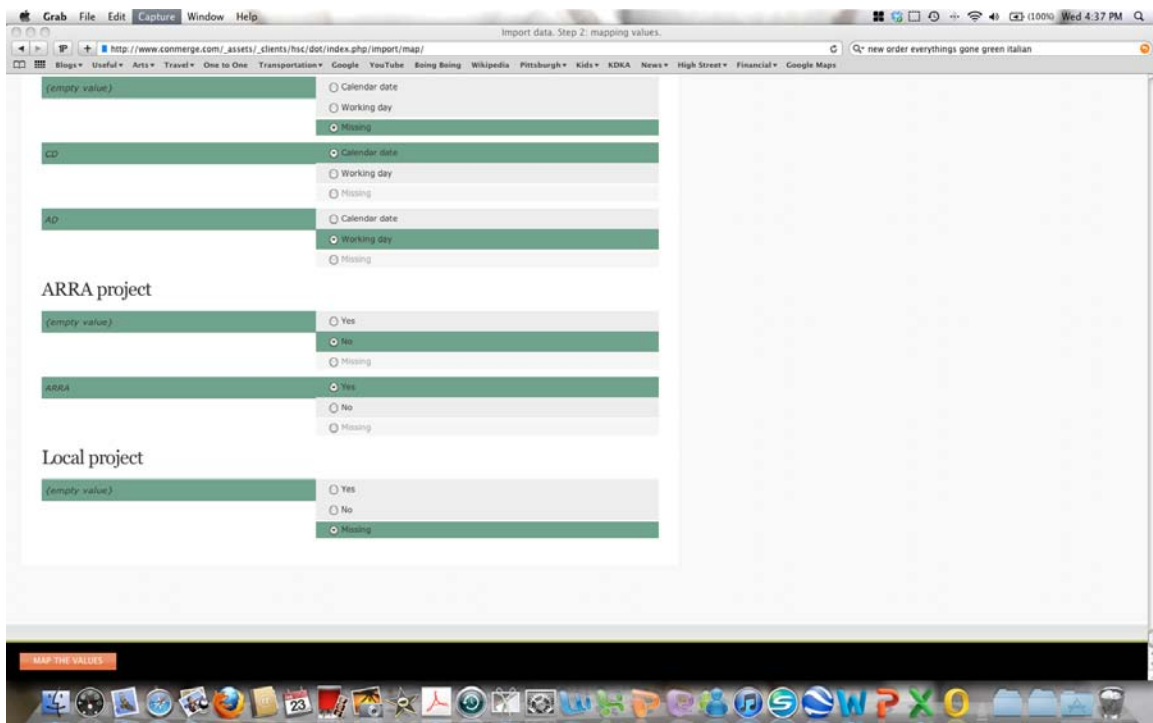 Grab File Edit Capture Window Help (100%) Wed 4:37 PM
Import data. Step 2: mapping values.
1P + http://www.conmerge.com/_assets/_clients/hsc/dot/index.php/import/map/ new order everythings gone green italian
Blogs Useful Arts Travel One to One Transportation Google YouTube Boing Boing Wikipedia Pittsburgh Kids KDKA News High Street Financial Google Maps
(empty value) Calendar date
Working day
Missing
CD Calendar date
Working day
Missing
AD Calendar date
Working day
Missing
ARRA project
(empty value) Yes
No
Missing
ARRA Yes
No
Missing
Local project
(empty value) Yes
No
Missing
MAP THE VALUES
23